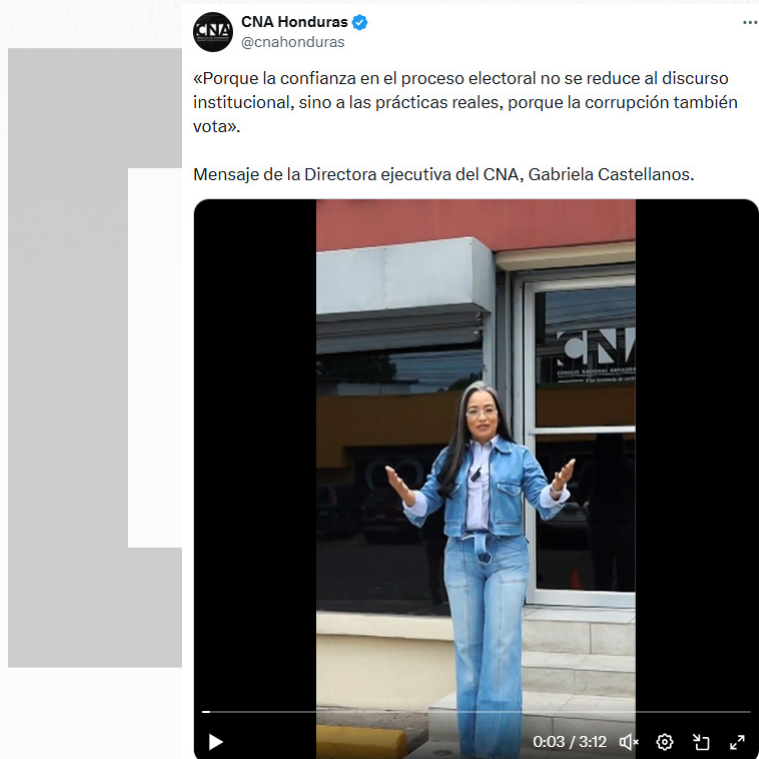 CNA Honduras
@cnahonduras
«Porque la confianza en el proceso electoral no se reduce al discurso
institucional, sino a las prácticas reales, porque la corrupción también
vota».
Mensaje de la Directora ejecutiva del CNA, Gabriela Castellanos.
CNA
0:03 / 3:12